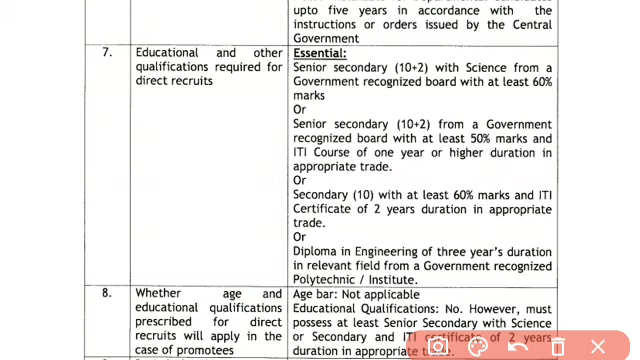 upto five years in accordance with the
instructions or orders issued by the Central
Government
7.
Educational and other
qualifications required for
direct recruits
Essential:
Senior secondary (10+2) with Science from a
Government recognized board with at least 60%
marks
Or
Senior secondary (10+2) from a Government
recognized board with at least 50% marks and
ITI Course of one year or higher duration in
appropriate trade.
Or
Secondary (10) with at least 60% marks and ITI
Certificate of 2 years duration in appropriate
trade.
Or
Diploma in Engineering of three year's duration
in relevant field from a Government recognized
Polytechnic / Institute.
8.
Whether age and
educational qualifications
prescribed for direct
recruits will apply in the
case of promotees
Age bar: Not applicable
Educational Qualifications: No. However, must
possess at least Senior Secondary with Science
or Secondary and ITI certificate of 2 years
duration in appropriate trade.